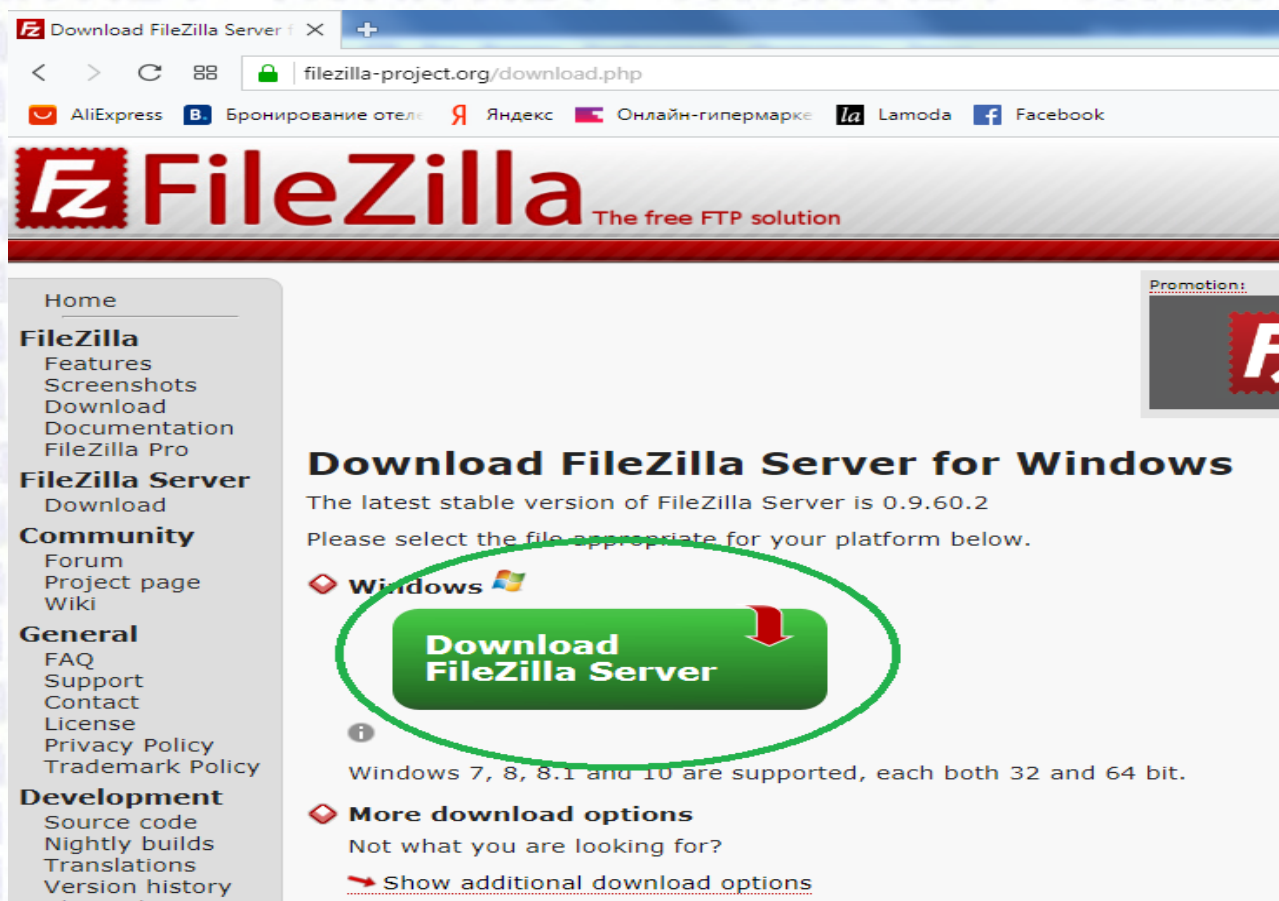 Download FileZilla Server f
filezilla-project.org/download.php
AliExpress B. Бронирование отеле Я Яндекс Онлайн-гипермарке la Lamoda f Facebook
Fz FileZilla The free FTP solution
Promotion:
Home
FileZilla
Features
Screenshots
Download
Documentation
FileZilla Pro
FileZilla Server
Download
Community
Forum
Project page
Wiki
General
FAQ
Support
Contact
License
Privacy Policy
Trademark Policy
Development
Source code
Nightly builds
Translations
Version history
Download FileZilla Server for Windows
The latest stable version of FileZilla Server is 0.9.60.2
Please select the file appropriate for your platform below.
Windows
Download
FileZilla Server
Windows 7, 8, 8.1 and 10 are supported, each both 32 and 64 bit.
More download options
Not what you are looking for?
Show additional download options